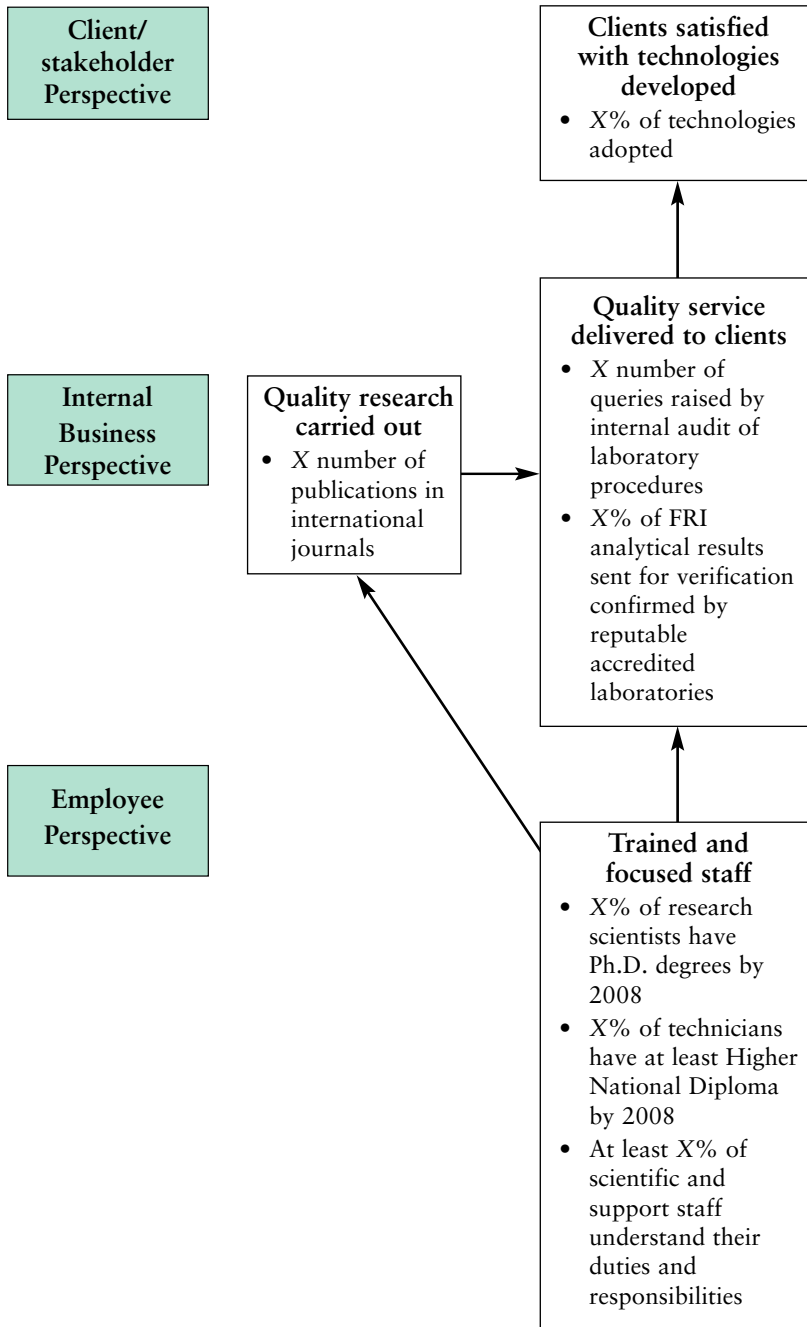 Client/
stakeholder
Perspective
Clients satisfied
with technologies
developed
• X% of technologies
adopted
Internal
Business
Perspective
Quality research
carried out
• X number of
publications in
international
journals
Quality service
delivered to clients
• X number of
queries raised by
internal audit of
laboratory
procedures
• X% of FRI
analytical results
sent for verification
confirmed by
reputable
accredited
laboratories
Employee
Perspective
Trained and
focused staff
• X% of research
scientists have
Ph.D. degrees by
2008
• X% of technicians
have at least Higher
National Diploma
by 2008
• At least X% of
scientific and
support staff
understand their
duties and
responsibilities